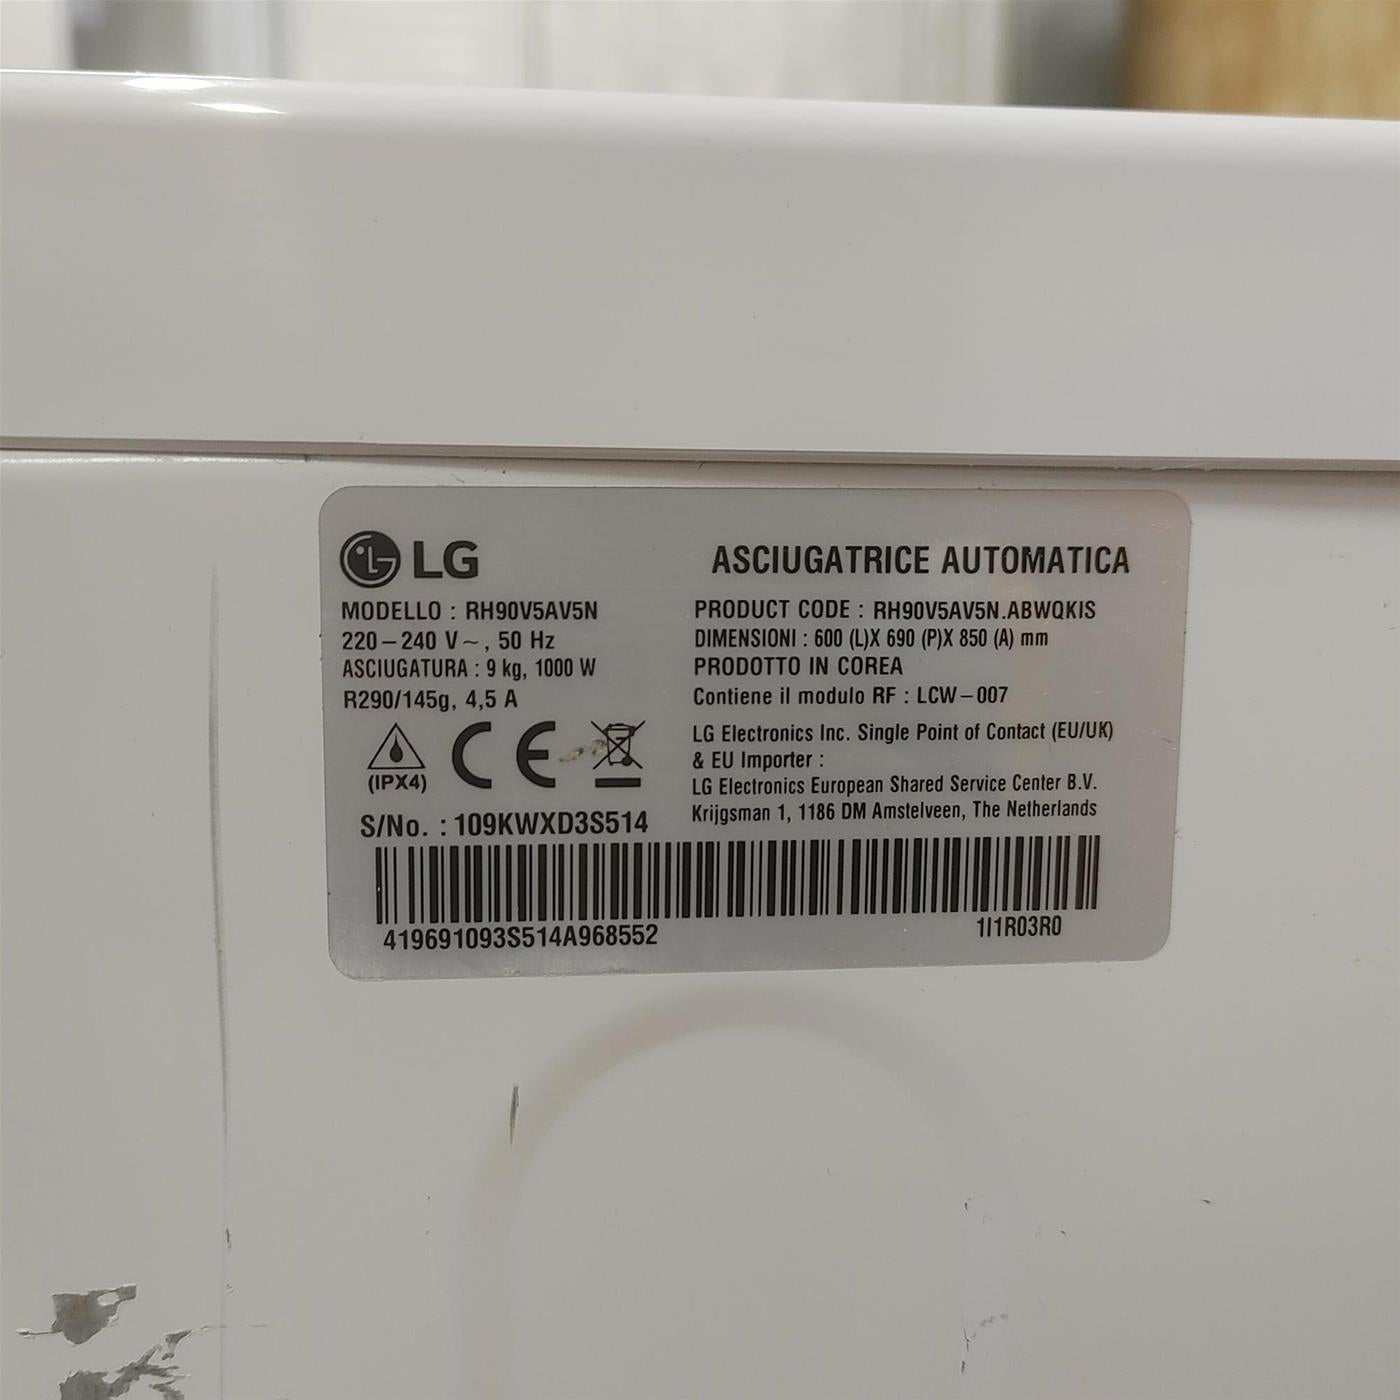 LG
ASCIUGATRICE AUTOMATICA
MODELLO : RH90V5AV5N
220-240 V~, 50 Hz
ASCIUGATURA : 9 kg, 1000 W
R290/145g, 4,5 A
(IPX4)
CE
PRODUCT CODE : RH90V5AV5N.ABWQKIS
DIMENSIONI : 600 (L)X 690 (P)X 850 (A) mm
PRODOTTO IN COREA
Contiene il modulo RF : LCW-007
LG Electronics Inc. Single Point of Contact (EU/UK)
& EU Importer :
LG Electronics European Shared Service Center B.V.
Krijgsman 1, 1186 DM Amstelveen, The Netherlands
S/No. : 109KWXD3S514
419691093S514A968552
1I1R03R0